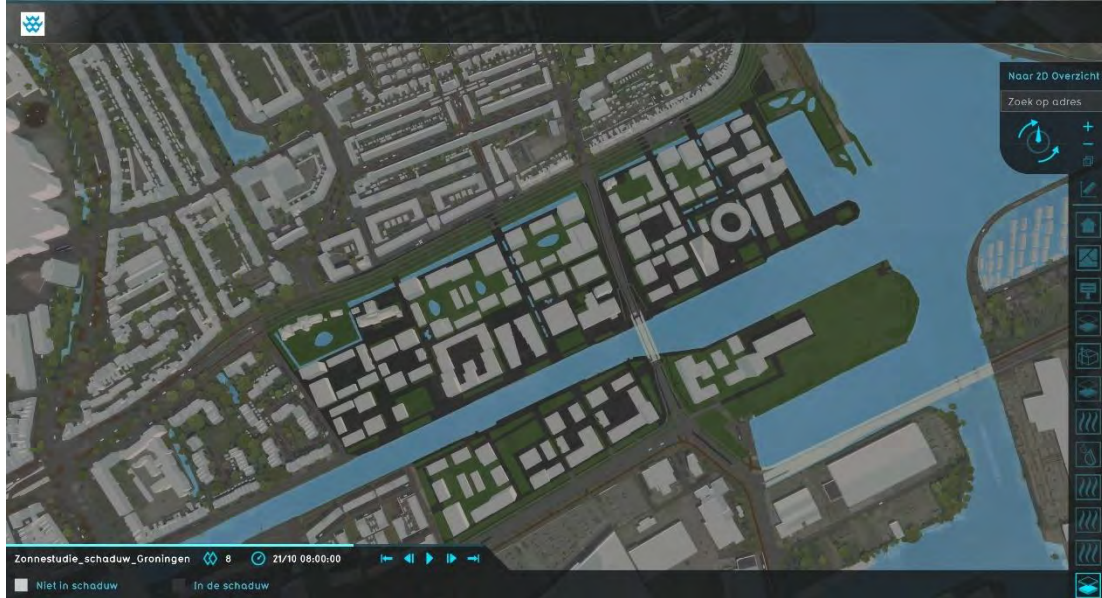 Naar 2D Overzicht
Zoek op adres
Zonnestudie_schaduw_Groningen 8 21/10 08:00:00
Niet in schaduw In de schaduw